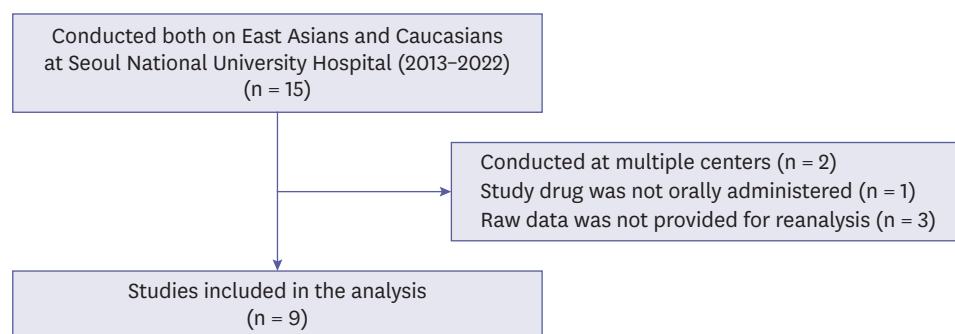 Conducted both on East Asians and Caucasians
at Seoul National University Hospital (2013–2022)
(n = 15)
Conducted at multiple centers (n = 2)
Study drug was not orally administered (n = 1)
Raw data was not provided for reanalysis (n = 3)
Studies included in the analysis
(n = 9)